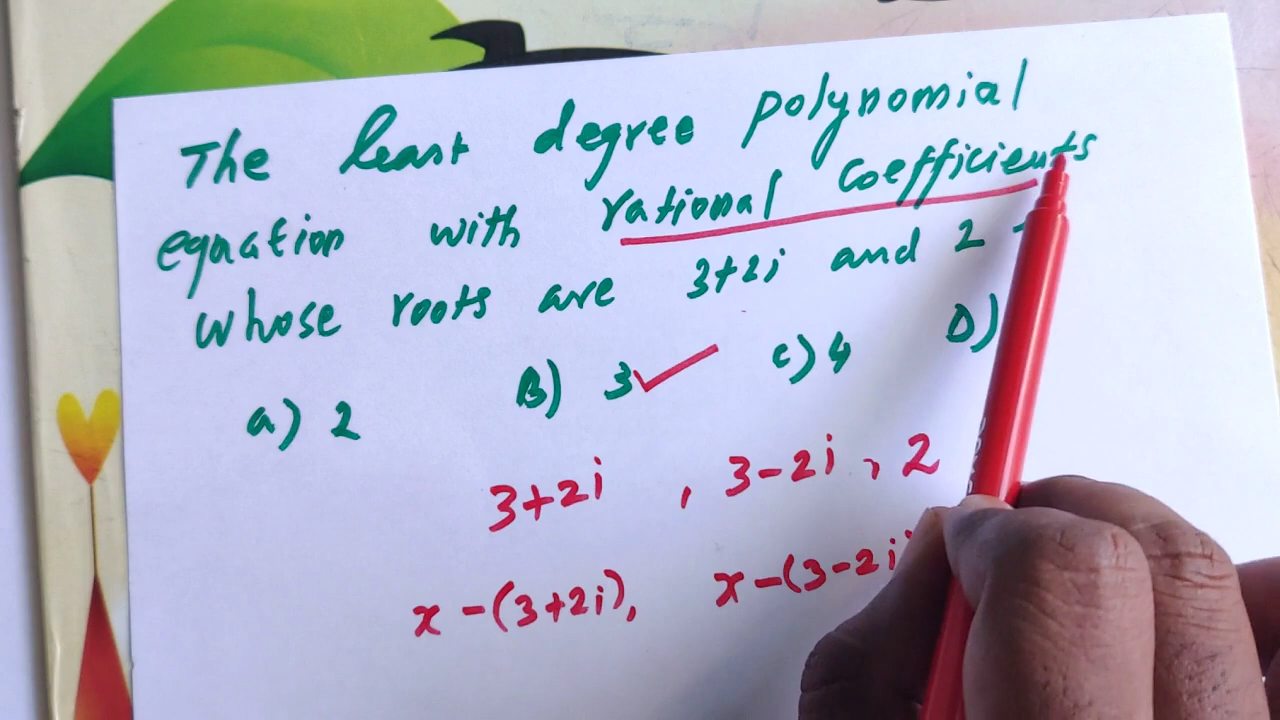 The least degree polynomial
equation with rational coefficients
whose roots are 3+2i and 2
a) 2 B) 3✓ c) 4 D)
3+2i , 3-2i , 2
x-(3+2i), x-(3-2i)